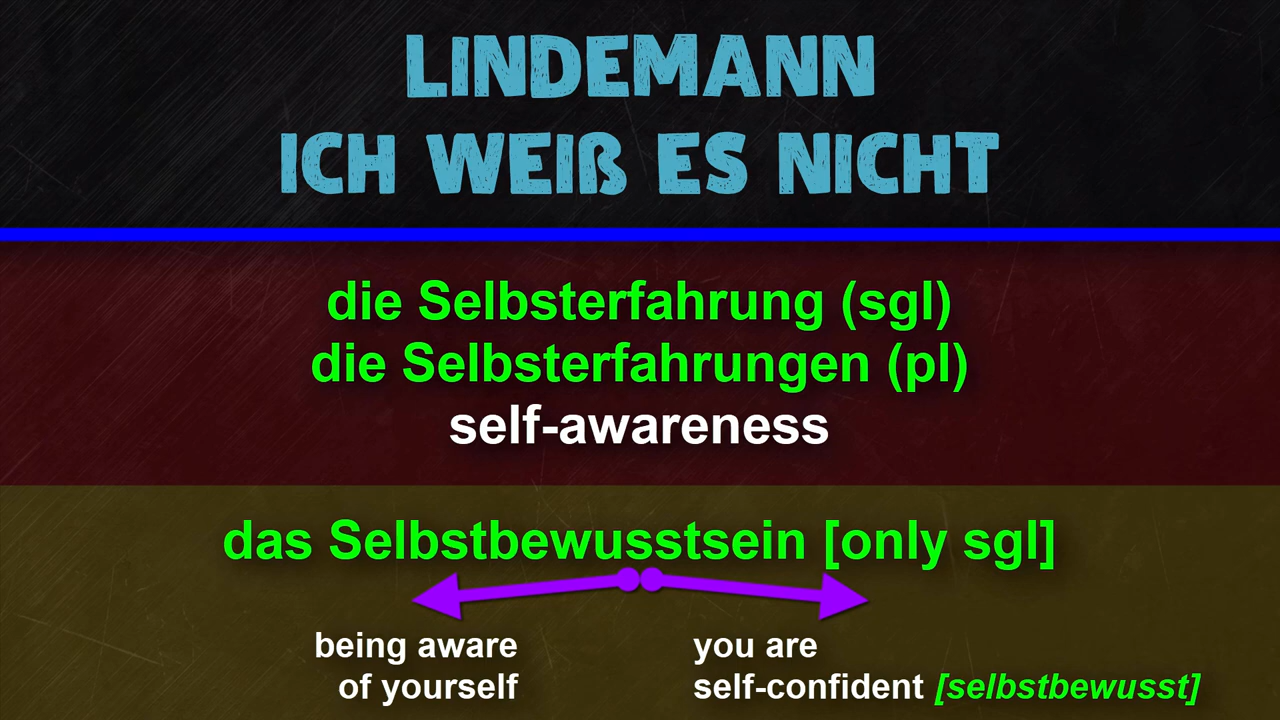 LINDEMANN
ICH WEIß ES NICHT
die Selbsterfahrung (sgl)
die Selbsterfahrungen (pl)
self-awareness
das Selbstbewusstsein [only sgl]
being aware
of yourself
you are
self-confident [selbstbewusst]